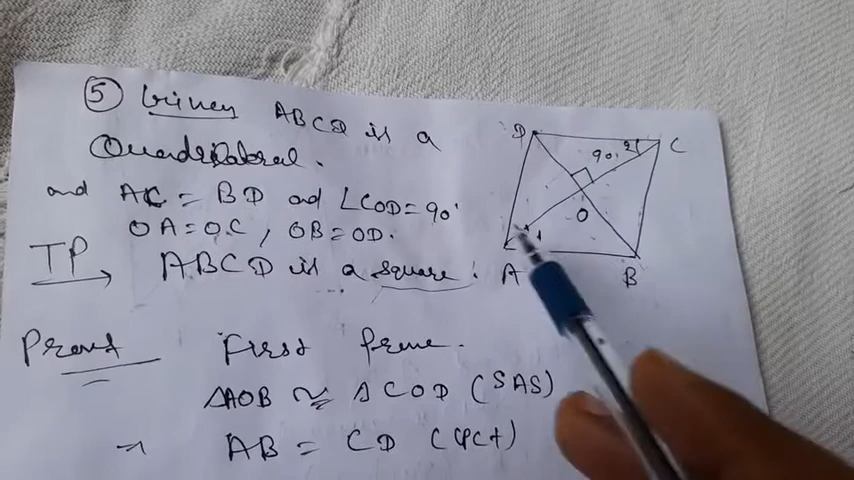 5 Given ABCD is a
Quadrilateral.
and AC = BD and ∠COD = 90°
OA = OC, OB = OD.
TP → ABCD is a square.
Proof First prove.
△AOB ≅ △COD (SAS)
→ AB = CD (CPCT)
D C
90° 2
O
1
A B